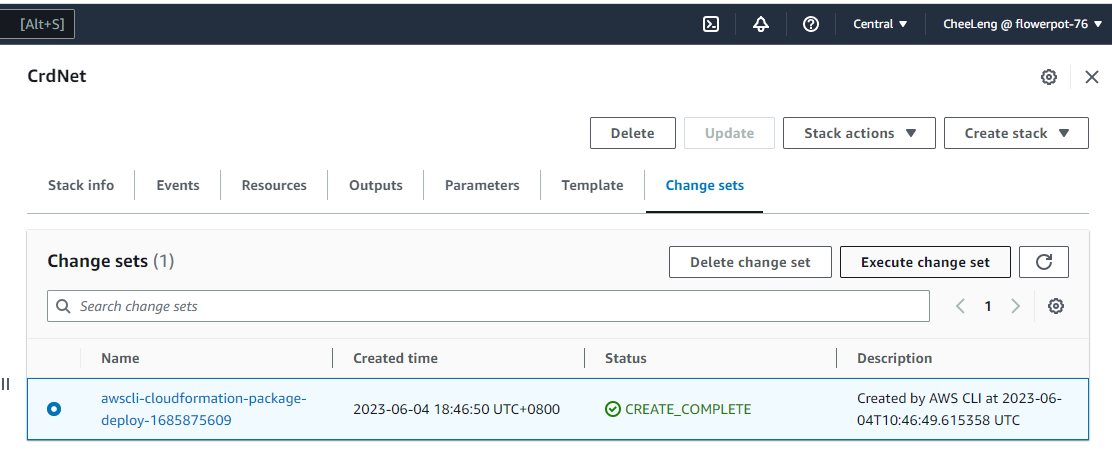 [Alt+S]
Central
CheeLeng @ flowerpot-76
CrdNet
Delete
Update
Stack actions
Create stack
Stack info
Events
Resources
Outputs
Parameters
Template
Change sets
Change sets (1)
Delete change set
Execute change set
Search change sets
1
Name
Created time
Status
Description
awscli-cloudformation-package-
deploy-1685875609
2023-06-04 18:46:50 UTC+0800
CREATE_COMPLETE
Created by AWS CLI at 2023-06-
04T10:46:49.615358 UTC